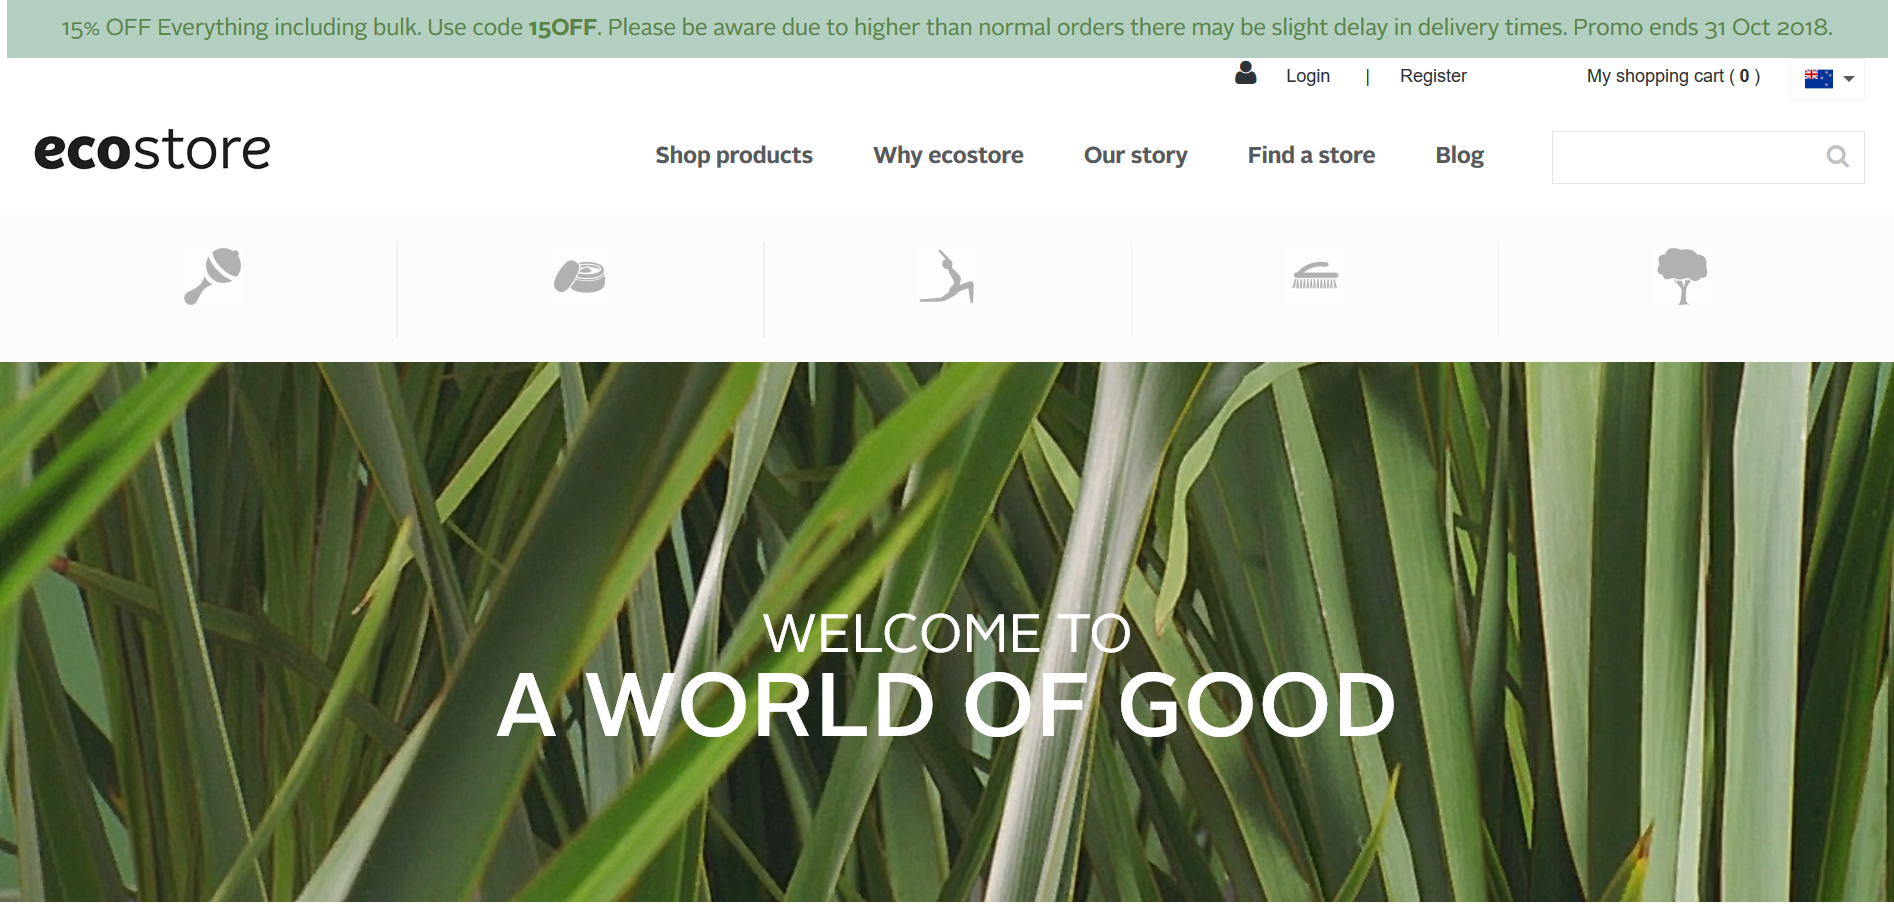 15% OFF Everything including bulk. Use code 15OFF. Please be aware due to higher than normal orders there may be slight delay in delivery times. Promo ends 31 Oct 2018.
Login | Register My shopping cart ( 0 )
ecostore
Shop products Why ecostore Our story Find a store Blog
WELCOME TO
A WORLD OF GOOD